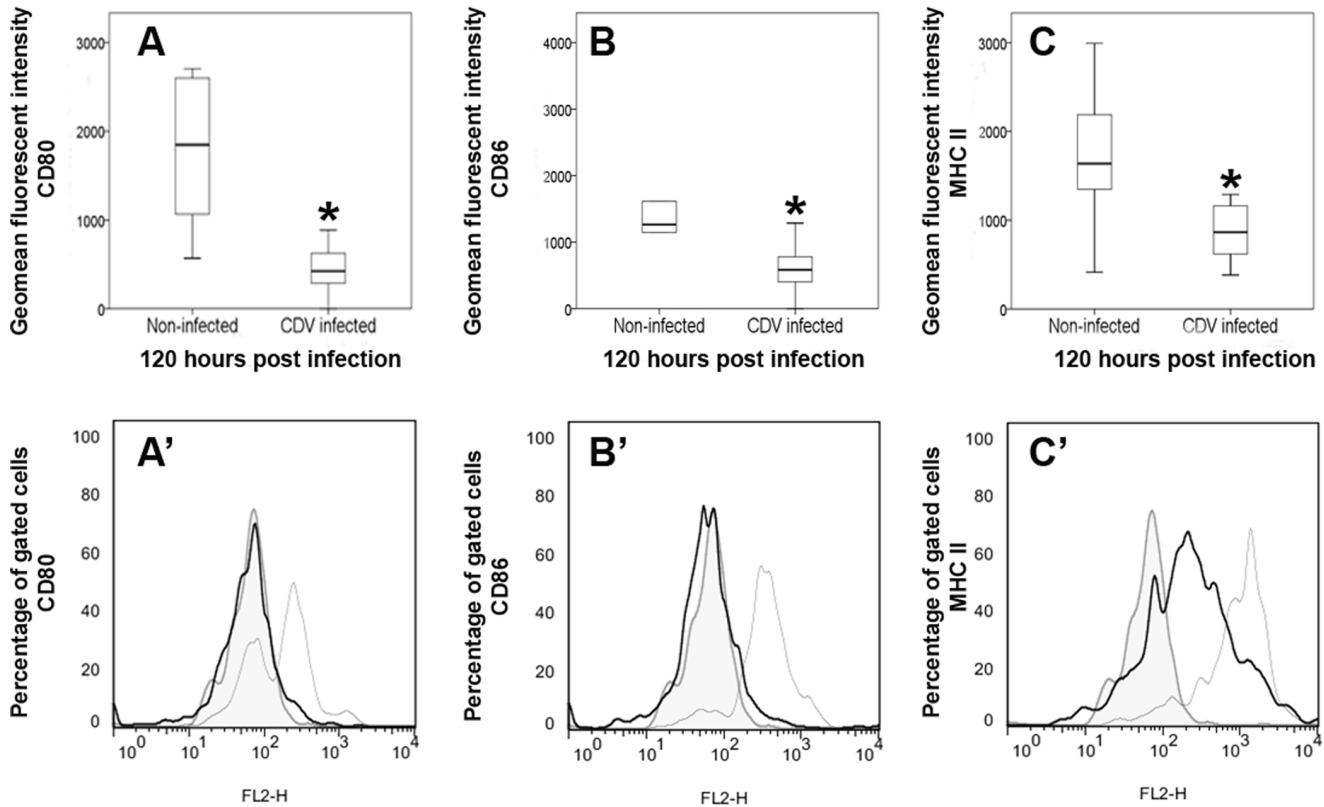 Geomean fluorescent intensity
CD80
A
3000
2000
1000
0
*
Non-infected
CDV infected
120 hours post infection
Geomean fluorescent intensity
CD86
B
4000
3000
2000
1000
0
*
Non-infected
CDV infected
120 hours post infection
Geomean fluorescent intensity
MHC II
C
3000
2000
1000
0
*
Non-infected
CDV infected
120 hours post infection
Percentage of gated cells
CD80
A’
100
80
60
40
20
0
10⁰ 10¹ 10² 10³ 10⁴
FL2-H
Percentage of gated cells
CD86
B’
100
80
60
40
20
0
10⁰ 10¹ 10² 10³ 10⁴
FL2-H
Percentage of gated cells
MHC II
C’
100
80
60
40
20
0
10⁰ 10¹ 10² 10³ 10⁴
FL2-H